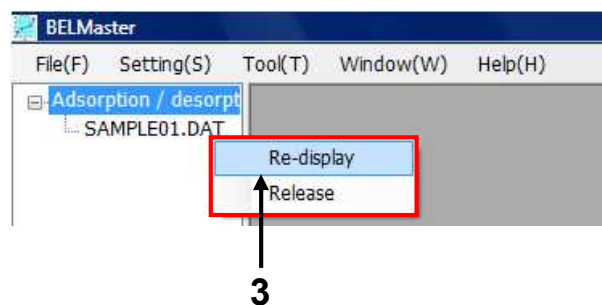 BELMaster
File(F) Setting(S) Tool(T) Window(W) Help(H)
Adsorption / desorpt
SAMPLE01.DAT
Re-display
Release
3